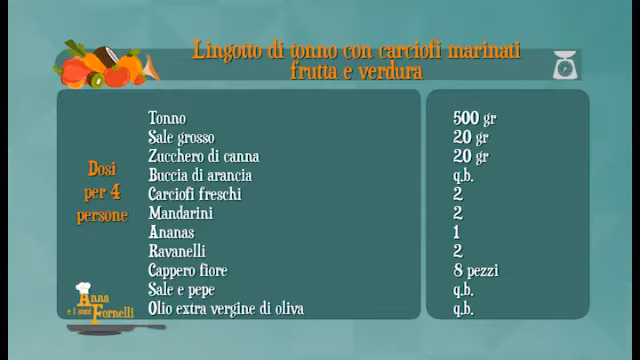 Lingotto di tonno con carciofi marinati
frutta e verdura
Dosi
per 4
persone
Tonno 500 gr
Sale grosso 20 gr
Zucchero di canna 20 gr
Buccia di arancia q.b.
Carciofi freschi 2
Mandarini 2
Ananas 1
Ravanelli 2
Cappero fiore 8 pezzi
Sale e pepe q.b.
Olio extra vergine di oliva q.b.
Anna
e i suoi Fornelli